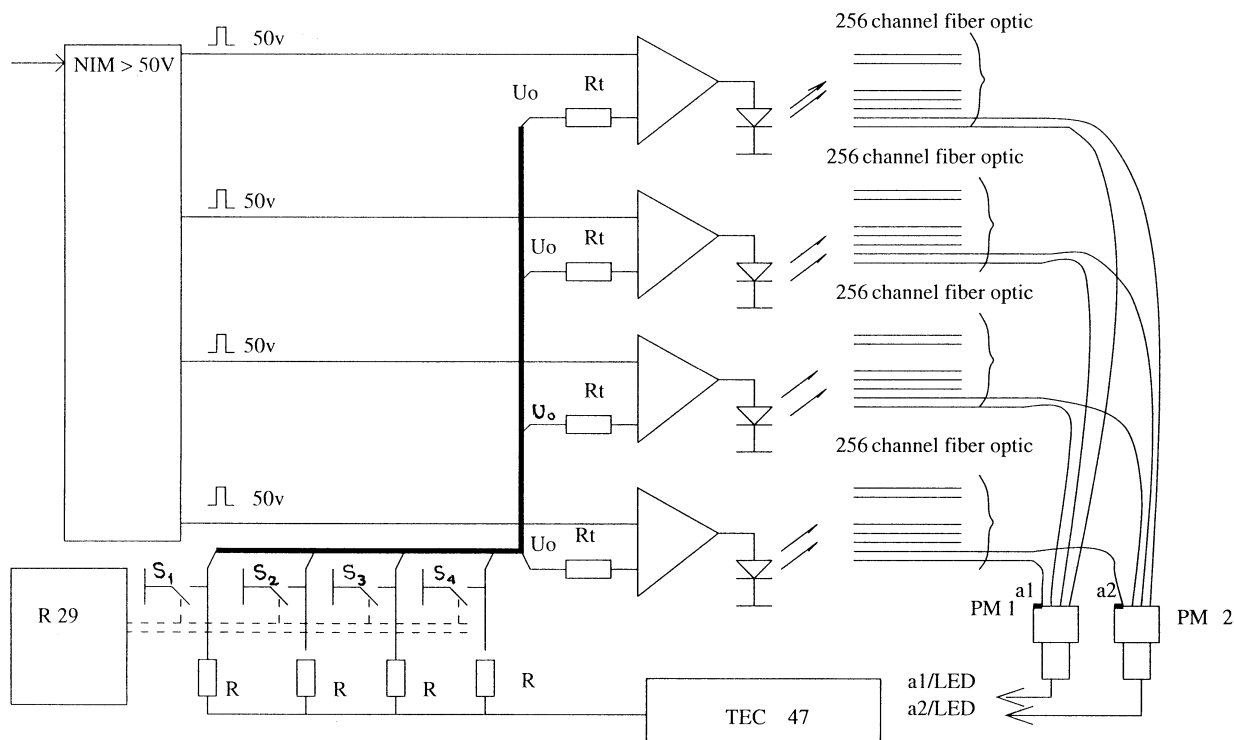 256 channel fiber optic
50v
NIM > 50V
Uo
Rt
256 channel fiber optic
50v
Uo
Rt
256 channel fiber optic
50v
Uo
Rt
256 channel fiber optic
50v
Uo
Rt
S1
S2
S3
S4
R 29
a1
a2
PM 1
PM 2
R
R
R
R
a1/LED
a2/LED
TEC 47